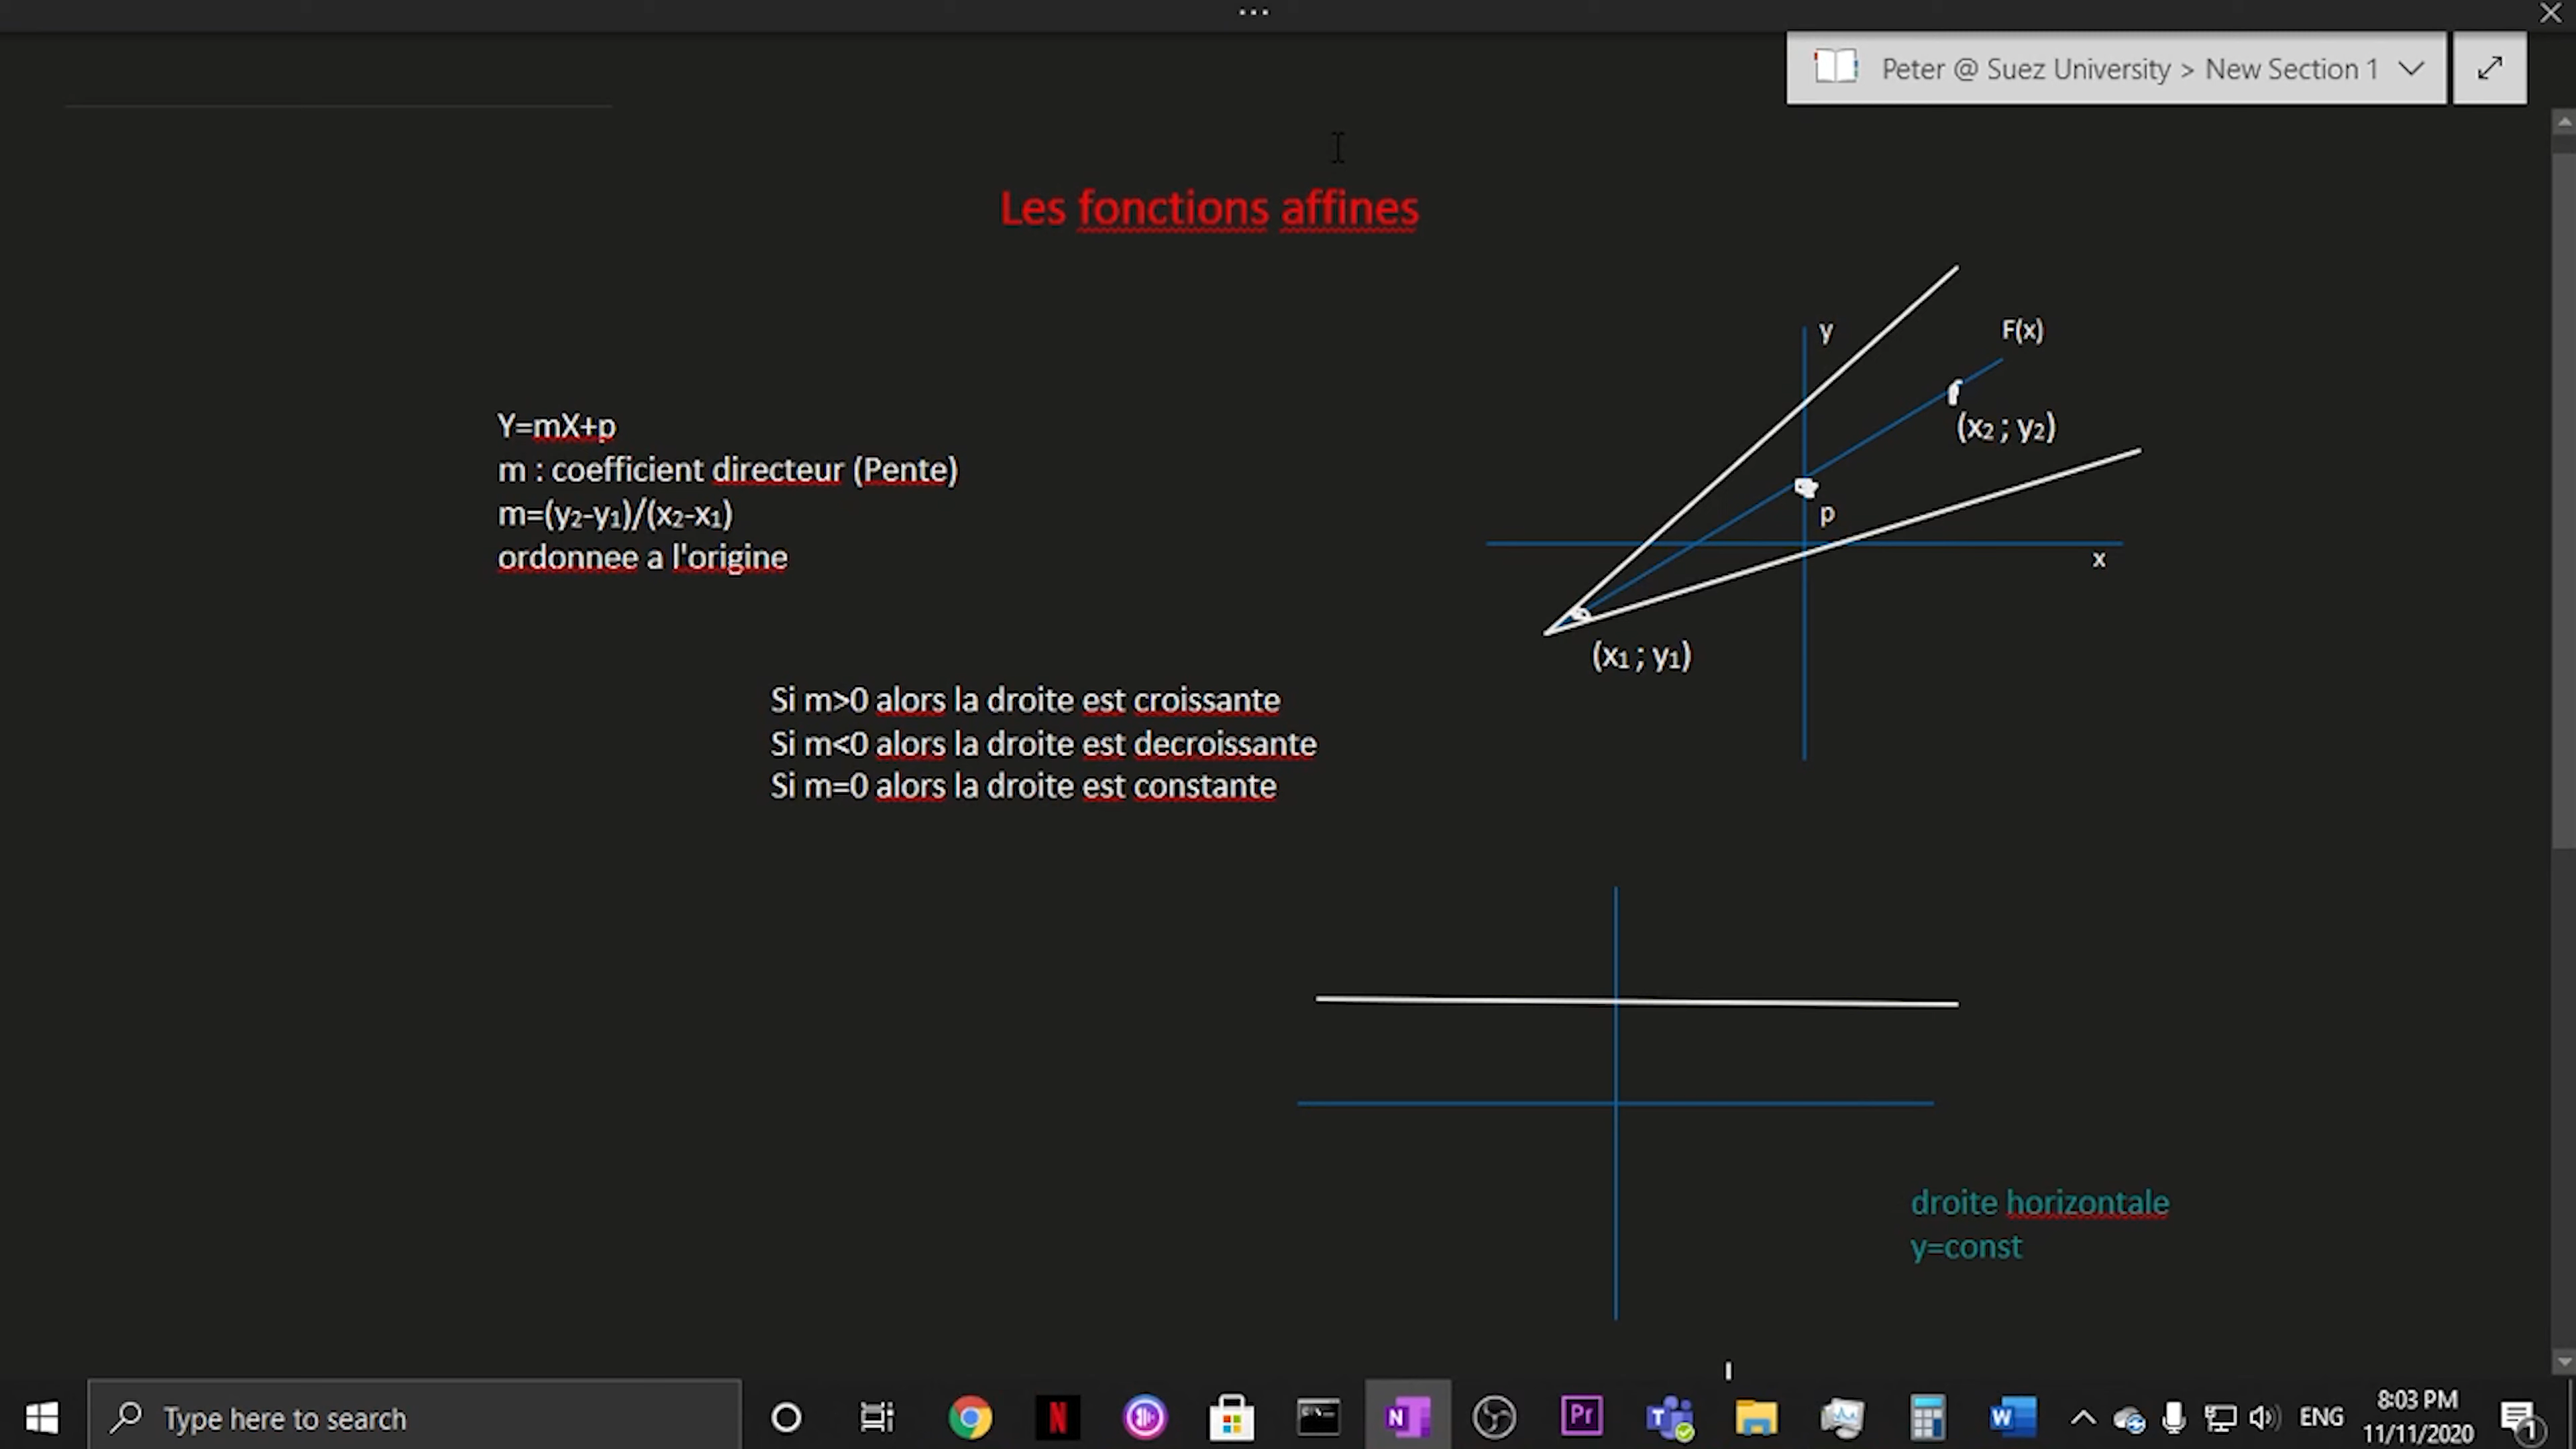 Peter @ Suez University > New Section 1
Les fonctions affines
Y=mX+p
m : coefficient directeur (Pente)
m=(y₂-y₁)/(x₂-x₁)
ordonnee a l'origine
y
F(x)
(x₂ ; y₂)
p
x
(x₁ ; y₁)
Si m>0 alors la droite est croissante
Si m<0 alors la droite est decroissante
Si m=0 alors la droite est constante
droite horizontale
y=const
Type here to search
N
N
Pr
T
W
ENG
8:03 PM
11/11/2020
1